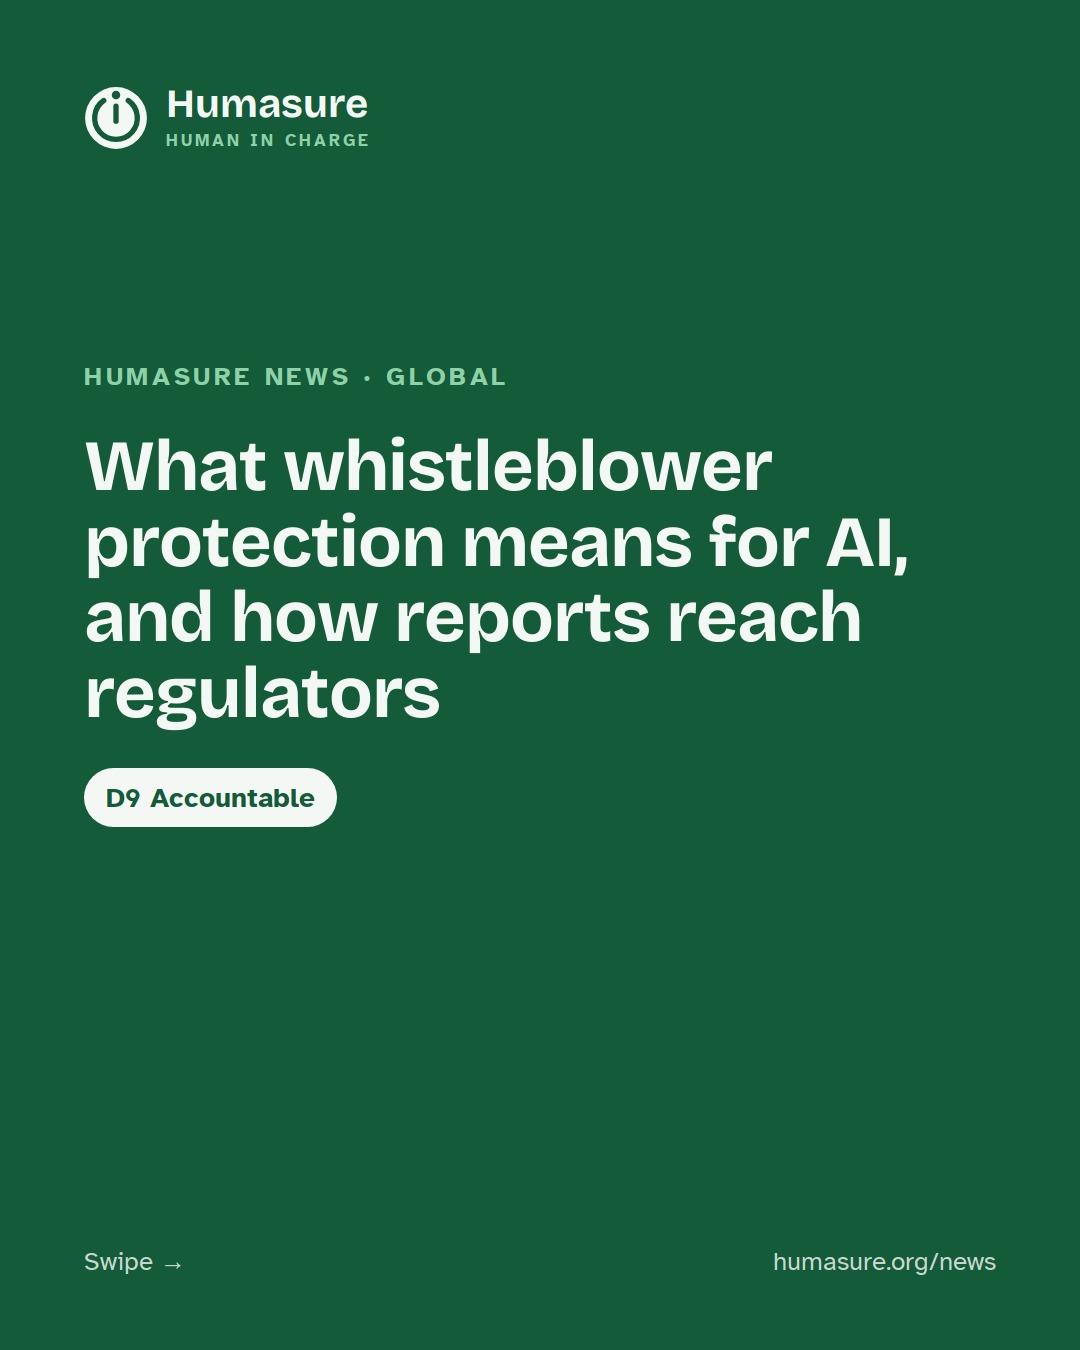 Humasure
HUMAN IN CHARGE
HUMASURE NEWS · GLOBAL
What whistleblower
protection means for AI,
and how reports reach
regulators
D9 Accountable
Swipe →
humasure.org/news